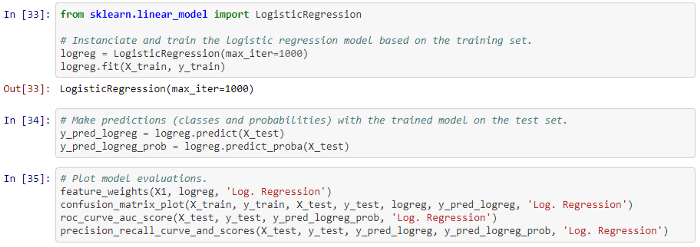 In [33]: from sklearn.linear_model import LogisticRegression
# Instanciate and train the logistic regression model based on the training set.
logreg = LogisticRegression(max_iter=1000)
logreg.fit(X_train, y_train)
Out[33]: LogisticRegression(max_iter=1000)
In [34]: # Make predictions (classes and probabilities) with the trained model on the test set.
y_pred_logreg = logreg.predict(X_test)
y_pred_logreg_prob = logreg.predict_proba(X_test)
In [35]: # Plot model evaluations.
feature_weights(X1, logreg, 'Log. Regression')
confusion_matrix_plot(X_train, y_train, X_test, y_test, logreg, y_pred_logreg, 'Log. Regression')
roc_curve_auc_score(X_test, y_test, y_pred_logreg_prob, 'Log. Regression')
precision_recall_curve_and_scores(X_test, y_test, y_pred_logreg, y_pred_logreg_prob, 'Log. Regression')